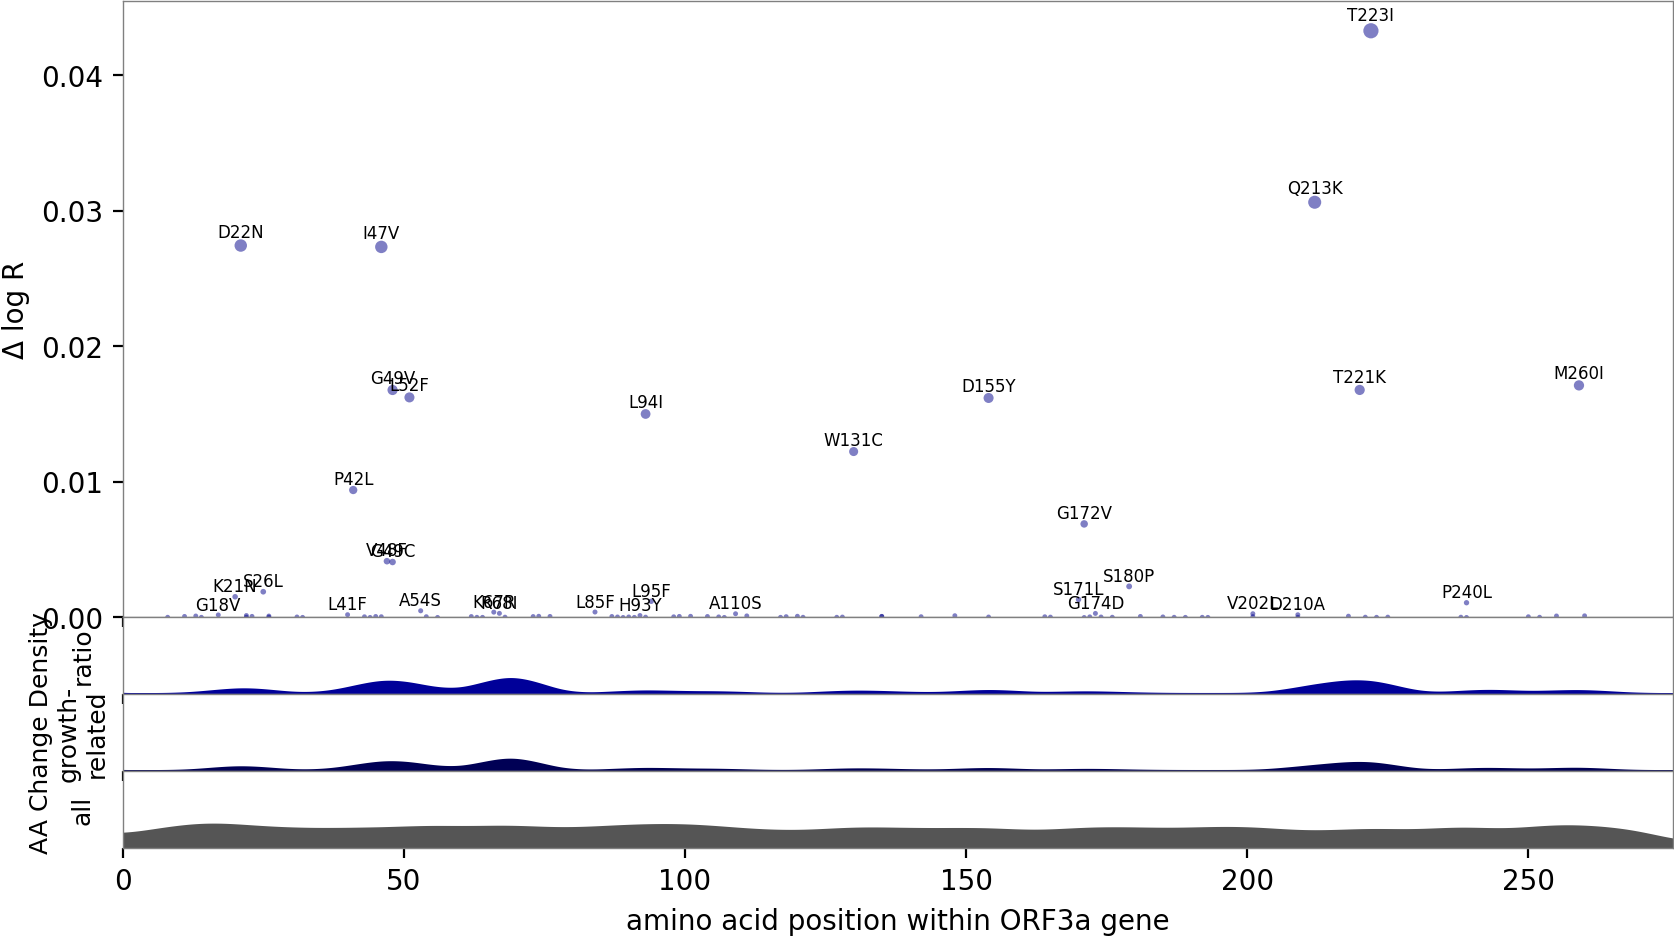 T223I
0.04
Q213K
0.03
D22N
I47V
Δ log R
0.02
G49V
L52F
L94I
D155Y
T221K
M260I
W131C
P42L
0.01
G172V
V48F
G49C
K21N
S26L
L95F
S171L
S180P
P240L
G18V
L41F
A54S
K67R
L85F
H93Y
A110S
G174D
V202L
D210A
0.00
AA Change Density
ratio
growth-
related
all
0
50
100
150
200
250
amino acid position within ORF3a gene